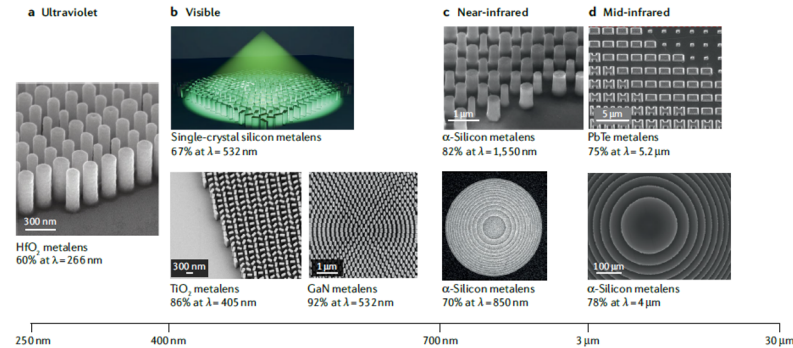 a Ultraviolet
300 nm
HfO₂ metalens
60% at λ = 266 nm
b Visible
Single-crystal silicon metalens
67% at λ = 532 nm
300 nm
TiO₂ metalens
86% at λ = 405 nm
1 μm
GaN metalens
92% at λ = 532 nm
c Near-infrared
1 μm
α-Silicon metalens
82% at λ = 1,550 nm
α-Silicon metalens
70% at λ = 850 nm
d Mid-infrared
5 μm
PbTe metalens
75% at λ = 5.2 μm
100 μm
α-Silicon metalens
78% at λ = 4 μm
250 nm
400 nm
700 nm
3 μm
30 μm